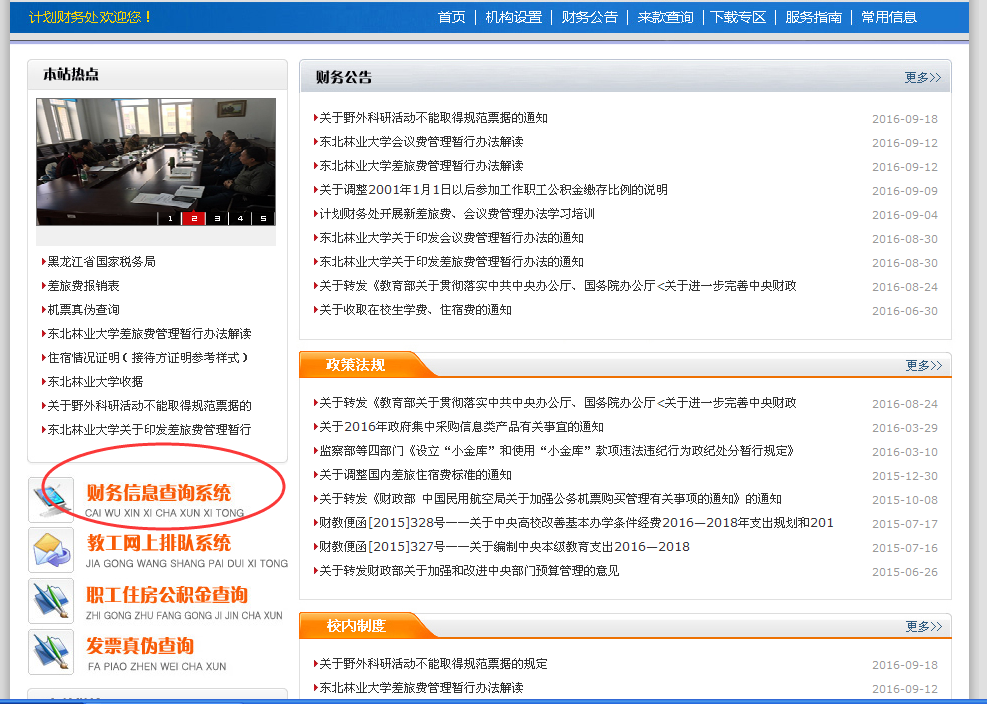 计划财务处欢迎您！
首页 | 机构设置 | 财务公告 | 来款查询 | 下载专区 | 服务指南 | 常用信息
本站热点
1 2 3 4 5
黑龙江省国家税务局
差旅费报销表
机票真伪查询
东北林业大学差旅费管理暂行办法解读
住宿情况证明（接待方证明参考样式）
东北林业大学收据
关于野外科研活动不能取得规范票据的
东北林业大学关于印发差旅费管理暂行
财务信息查询系统
CAI WU XIN XI CHA XUN XI TONG
教工网上排队系统
JIA GONG WANG SHANG PAI DUI XI TONG
职工住房公积金查询
ZHI GONG ZHU FANG GONG JI JIN CHA XUN
发票真伪查询
FA PIAO ZHEN WEI CHA XUN
财务公告 更多>>
关于野外科研活动不能取得规范票据的通知 2016-09-18
东北林业大学会议费管理暂行办法解读 2016-09-12
东北林业大学差旅费管理暂行办法解读 2016-09-12
关于调整2001年1月1日以后参加工作职工公积金缴存比例的说明 2016-09-09
计划财务处开展新差旅费、会议费管理办法学习培训 2016-09-04
东北林业大学关于印发会议费管理暂行办法的通知 2016-08-30
东北林业大学关于印发差旅费管理暂行办法的通知 2016-08-30
关于转发《教育部关于贯彻落实中共中央办公厅、国务院办公厅<关于进一步完善中央财政 2016-08-24
关于收取在校生学费、住宿费的通知 2016-06-30
政策法规 更多>>
关于转发《教育部关于贯彻落实中共中央办公厅、国务院办公厅<关于进一步完善中央财政 2016-08-24
关于2016年政府集中采购信息类产品有关事宜的通知 2016-03-29
监察部等四部门《设立“小金库”和使用“小金库”款项违法违纪行为政纪处分暂行规定》 2016-03-10
关于调整国内差旅住宿费标准的通知 2015-12-30
关于转发《财政部 中国民用航空局关于加强公务机票购买管理有关事项的通知》的通知 2015-10-08
财教便函[2015]328号——关于中央高校改善基本办学条件经费2016—2018年支出规划和201 2015-07-17
财教便函[2015]327号——关于编制中央本级教育支出2016—2018 2015-07-16
关于转发财政部关于加强和改进中央部门预算管理的意见 2015-06-26
校内制度 更多>>
关于野外科研活动不能取得规范票据的规定 2016-09-18
东北林业大学差旅费管理暂行办法解读 2016-09-12